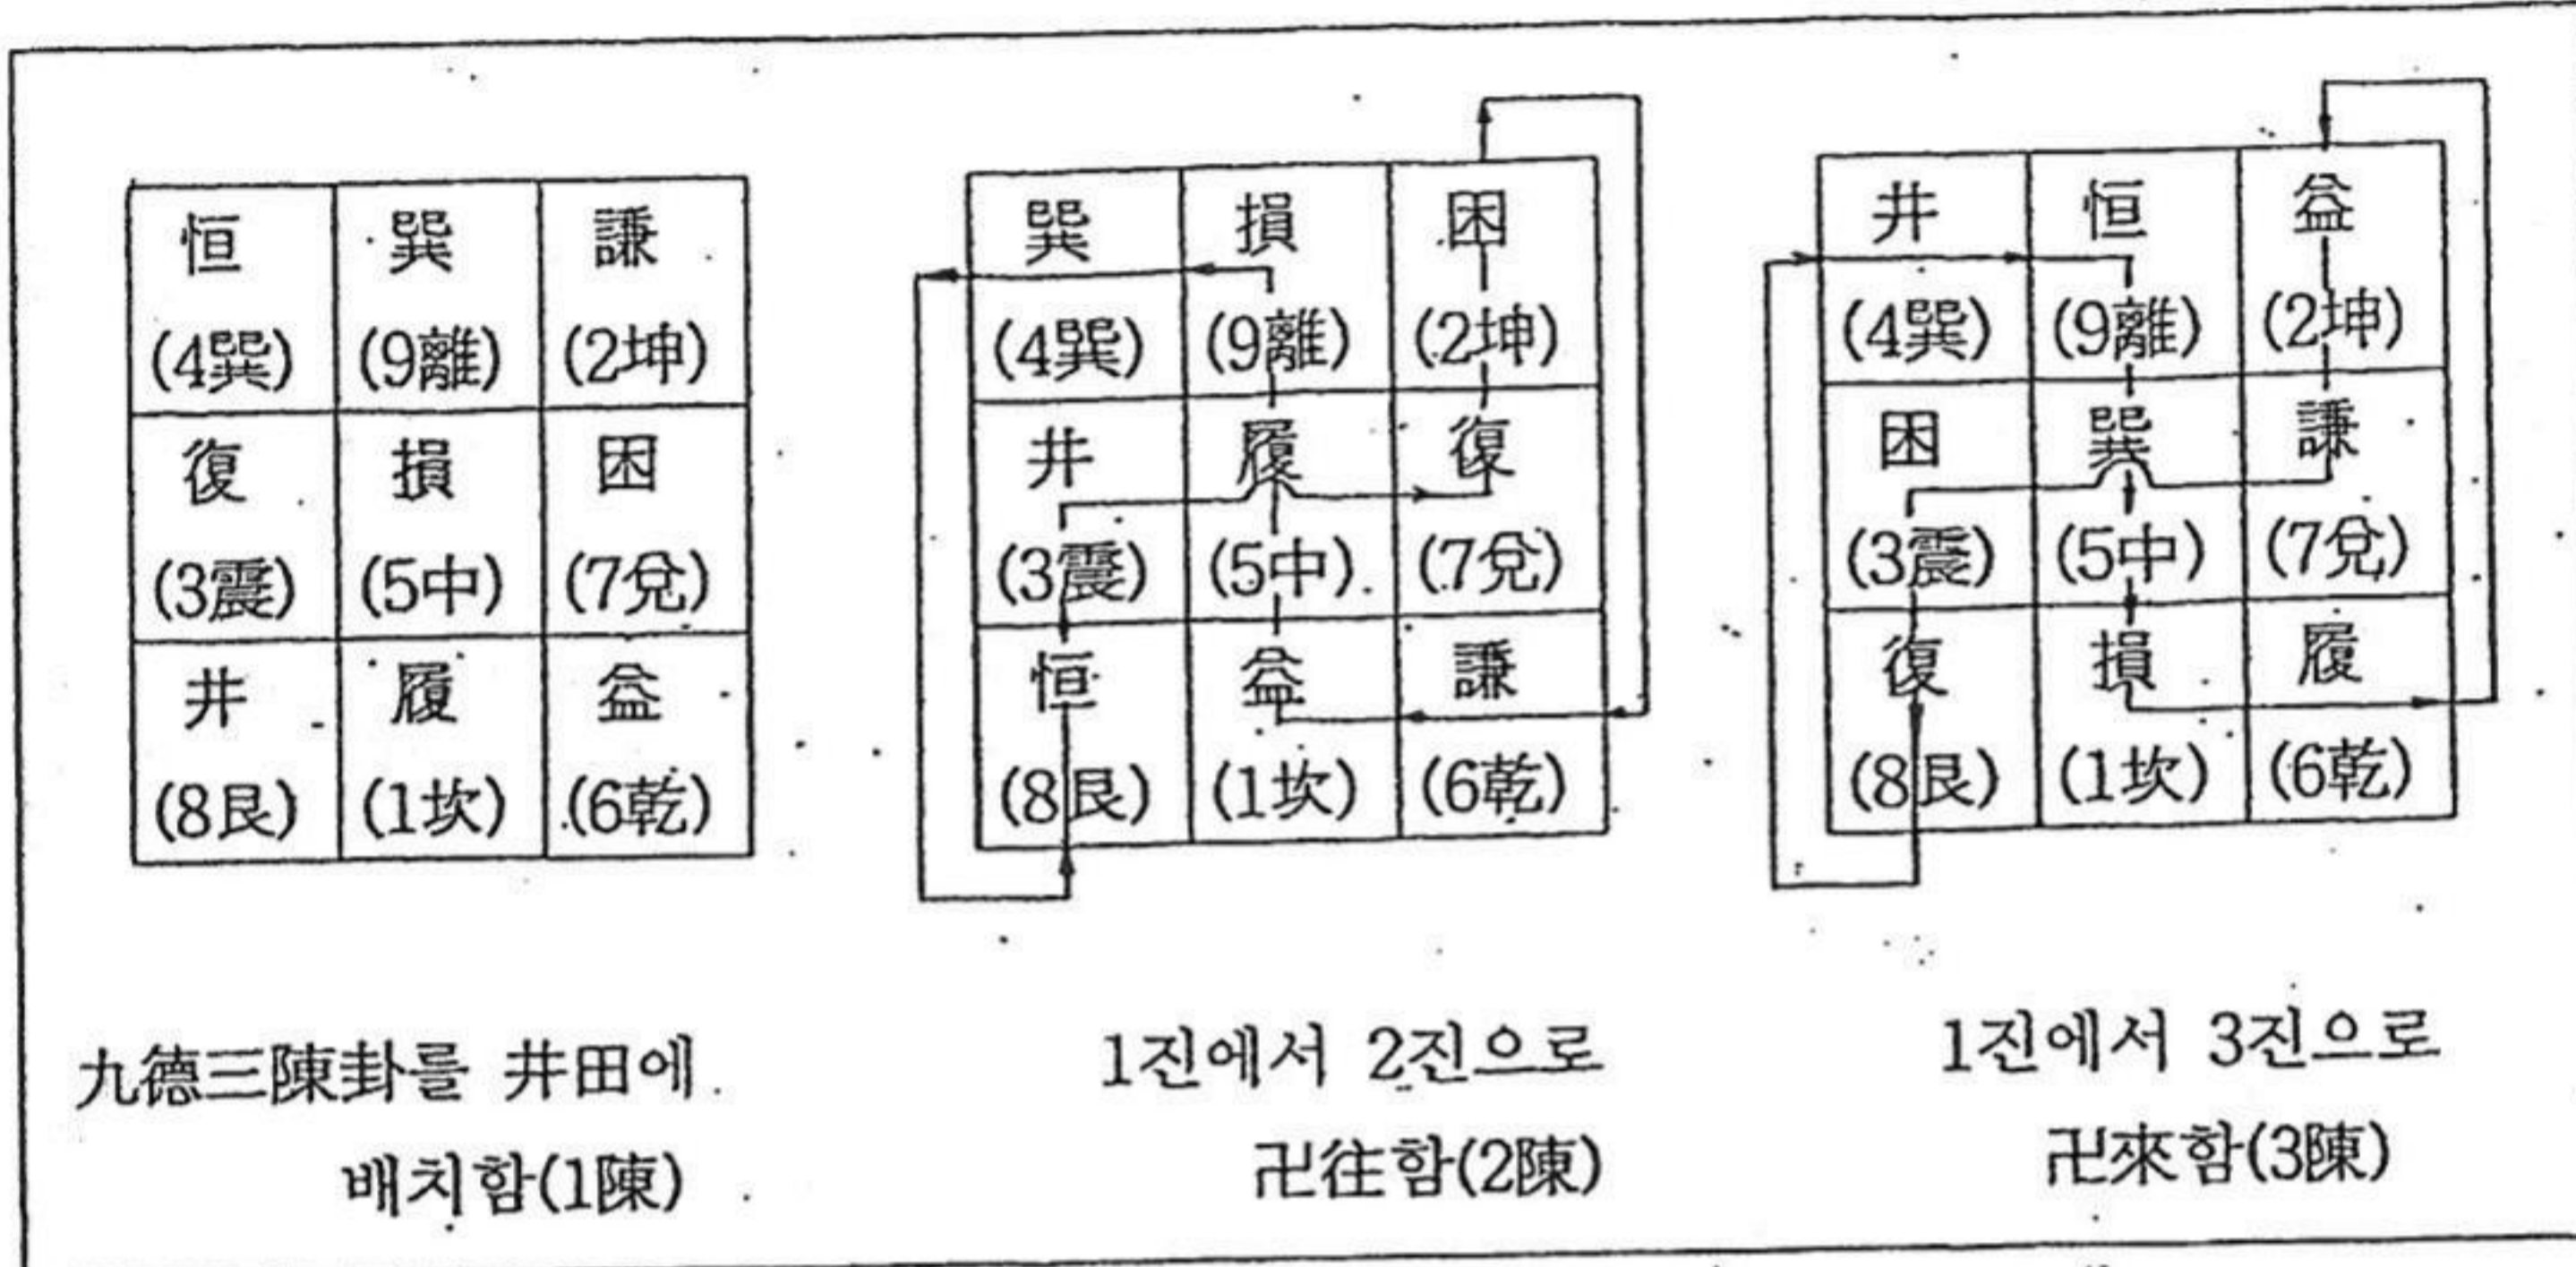 恒 巽 謙
(4巽) (9離) (2坤)
復 損 困
(3震) (5中) (7兌)
井 履 益
(8艮) (1坎) (6乾)
九德三陳卦를 井田에
배치함(1陳)
巽 損 困
(4巽) (9離) (2坤)
井 履 復
(3震) (5中) (7兌)
恒 益 謙
(8艮) (1坎) (6乾)
1진에서 2진으로
卍往함(2陳)
井 恒 益
(4巽) (9離) (2坤)
困 巽 謙
(3震) (5中) (7兌)
復 損 履
(8艮) (1坎) (6乾)
1진에서 3진으로
卍來함(3陳)